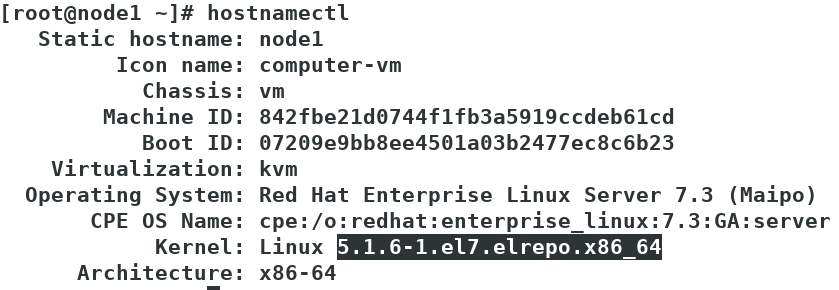 [root@node1 ~]# hostnamectl
Static hostname: node1
Icon name: computer-vm
Chassis: vm
Machine ID: 842fbe21d0744f1fb3a5919ccdeb61cd
Boot ID: 07209e9bb8ee4501a03b2477ec8c6b23
Virtualization: kvm
Operating System: Red Hat Enterprise Linux Server 7.3 (Maipo)
CPE OS Name: cpe:/o:redhat:enterprise_linux:7.3:GA:server
Kernel: Linux 5.1.6-1.el7.elrepo.x86_64
Architecture: x86-64